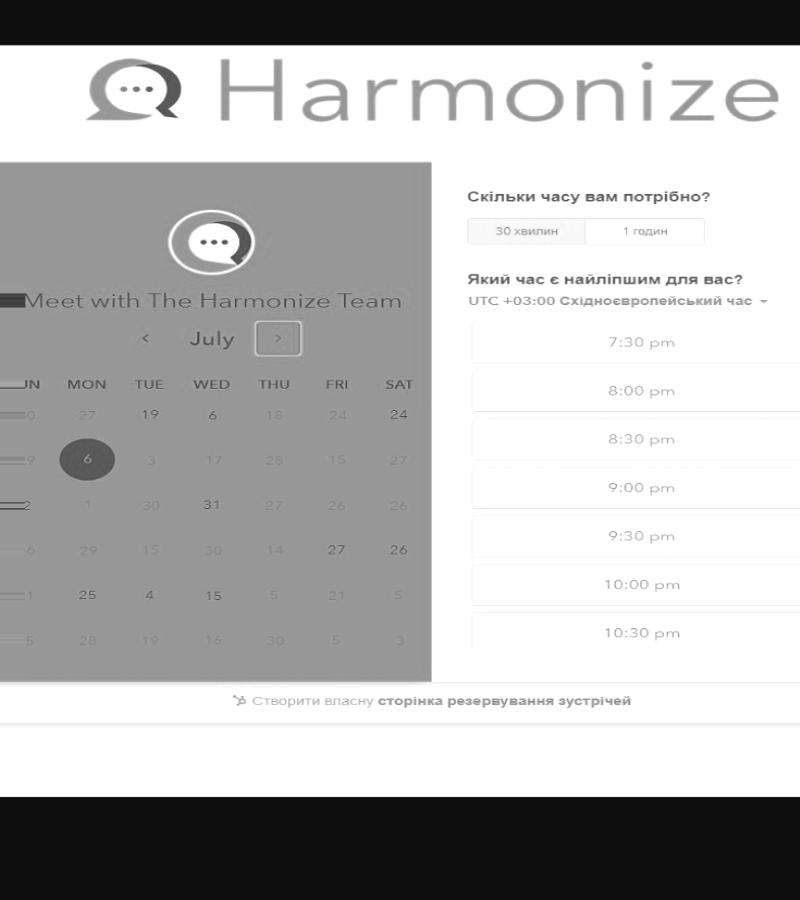 Harmonize
Meet with The Harmonize Team
< July >
UN MON TUE WED THU FRI SAT
0 27 19 6 18 24 24
9 6 3 17 28 15 27
2 1 30 31 27 26 26
6 29 15 30 14 27 26
1 25 4 15 5 21 5
5 28 19 16 30 5 3
Скільки часу вам потрібно?
30 хвилин 1 годин
Який час є найліпшим для вас?
UTC +03:00 Східноєвропейський час
7:30 pm
8:00 pm
8:30 pm
9:00 pm
9:30 pm
10:00 pm
10:30 pm
Створити власну сторінка резервування зустрічей